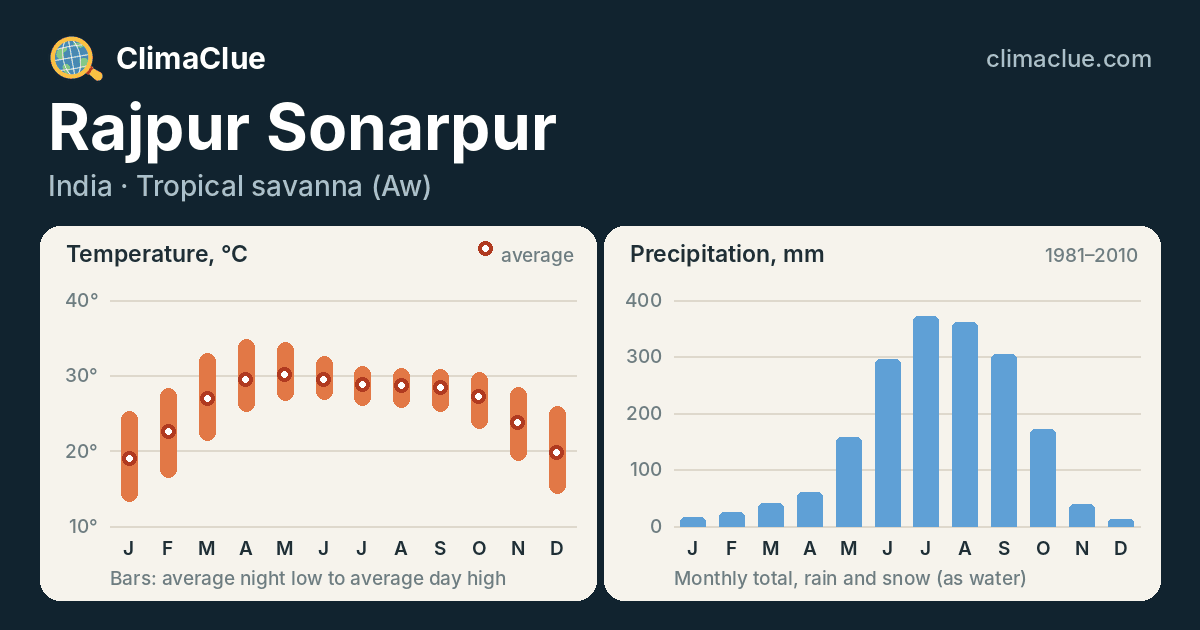 ClimaClue
climaclue.com
Rajpur Sonarpur
India · Tropical savanna (Aw)
Temperature, °C
average
40°
30°
20°
10°
J F M A M J J A S O N D
Bars: average night low to average day high
Precipitation, mm
1981–2010
400
300
200
100
0
J F M A M J J A S O N D
Monthly total, rain and snow (as water)